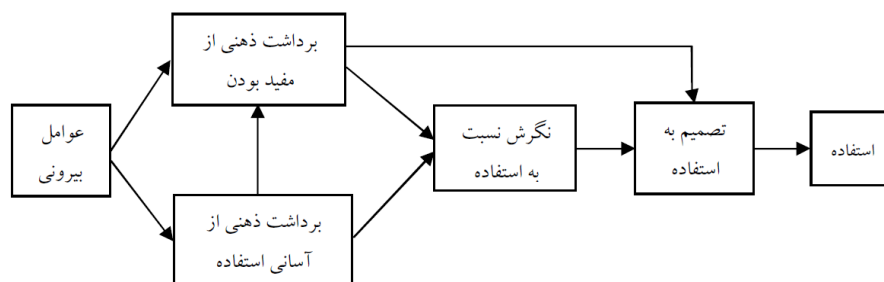 برداشت ذهنی از
مفید بودن
عوامل
بیرونی
نگرش نسبت
به استفاده
تصمیم به
استفاده
استفاده
برداشت ذهنی از
آسانی استفاده